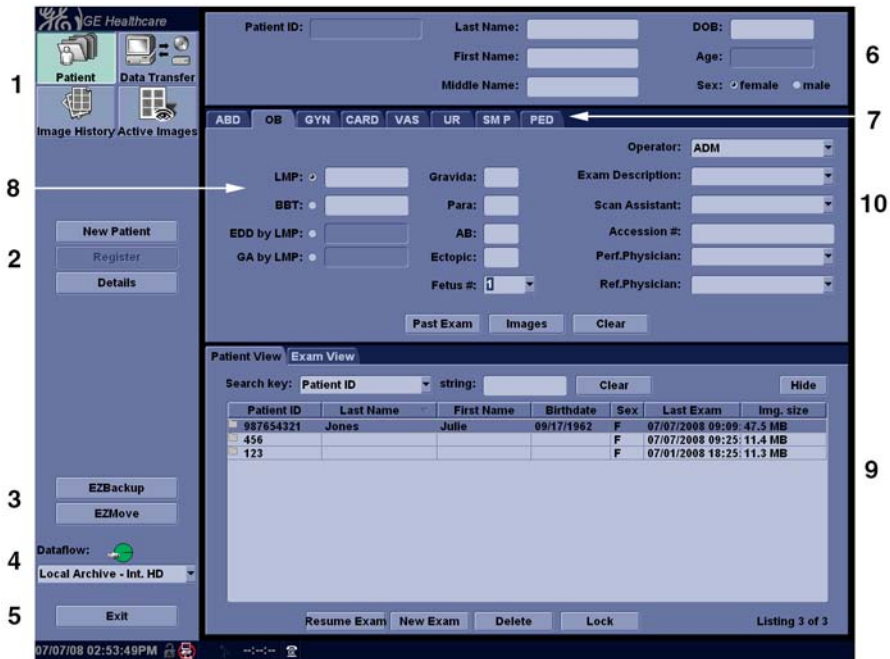 GE Healthcare
Patient
Data Transfer
Image History
Active Images
1
New Patient
Register
Details
2
EZBackup
EZMove
3
Dataflow:
Local Archive - Int. HD
4
Exit
5
Patient ID:
Last Name:
DOB:
First Name:
Age:
Middle Name:
Sex: female male
6
ABD OB GYN CARD VAS UR SM P PED
7
Operator: ADM
LMP:
Gravida:
Exam Description:
8
BBT:
Para:
Scan Assistant:
10
EDD by LMP:
AB:
Accession #:
GA by LMP:
Ectopic:
Perf.Physician:
Fetus #: 1
Ref.Physician:
Past Exam Images Clear
Patient View Exam View
Search key: Patient ID string: Clear Hide
Patient ID Last Name First Name Birthdate Sex Last Exam Img. size
987654321 Jones Julie 09/17/1962 F 07/07/2008 09:09: 47.5 MB
456 F 07/07/2008 09:25: 11.4 MB
123 F 07/01/2008 18:25: 11.3 MB
9
Resume Exam New Exam Delete Lock Listing 3 of 3
07/07/08 02:53:49PM --:--:--